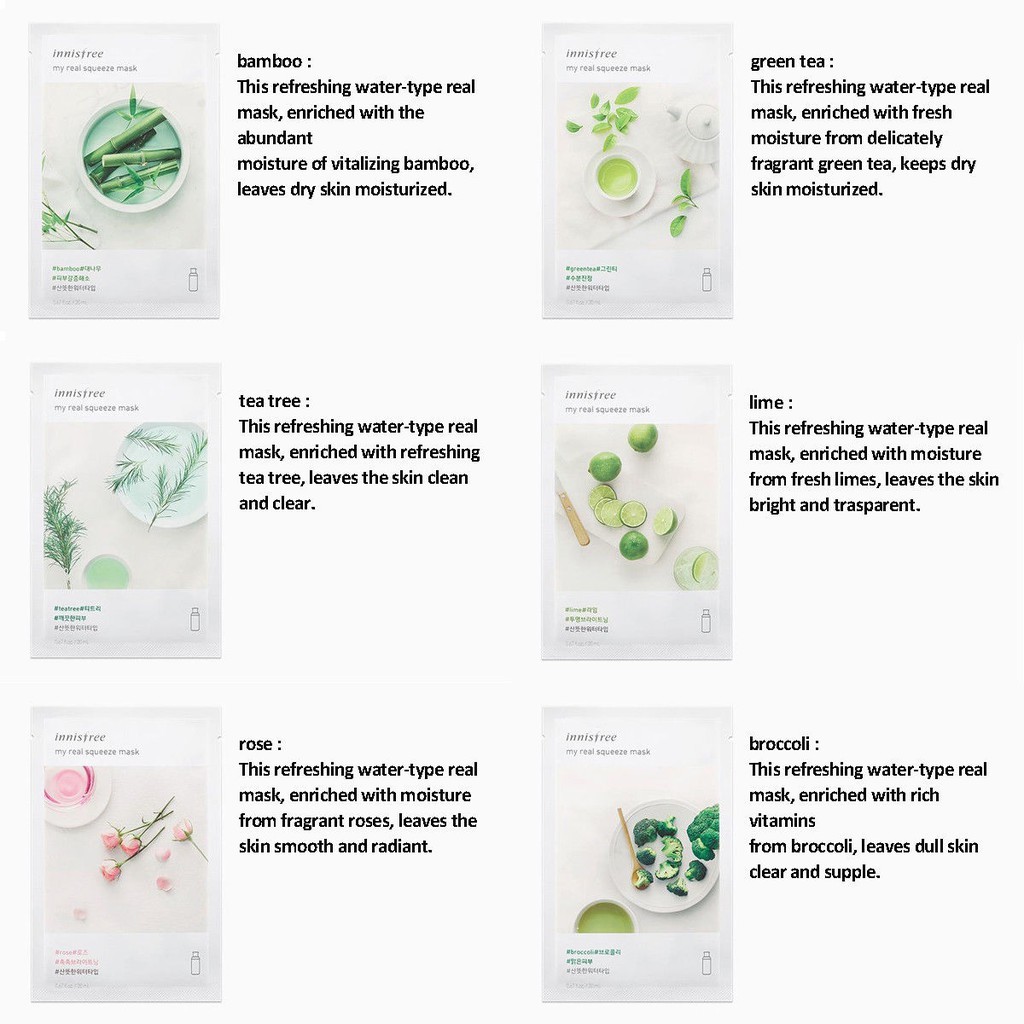 innisfree
my real squeeze mask
#bamboo#대나무
#피부갈증해소
#산뜻한워터타입
bamboo :
This refreshing water-type real
mask, enriched with the
abundant
moisture of vitalizing bamboo,
leaves dry skin moisturized.
innisfree
my real squeeze mask
#greentea#그린티
#수분진정
#산뜻한워터타입
green tea :
This refreshing water-type real
mask, enriched with fresh
moisture from delicately
fragrant green tea, keeps dry
skin moisturized.
innisfree
my real squeeze mask
#teatree#티트리
#깨끗한피부
#산뜻한워터타입
tea tree :
This refreshing water-type real
mask, enriched with refreshing
tea tree, leaves the skin clean
and clear.
innisfree
my real squeeze mask
#lime#라임
#투명브라이트닝
#산뜻한워터타입
lime :
This refreshing water-type real
mask, enriched with moisture
from fresh limes, leaves the skin
bright and trasparent.
innisfree
my real squeeze mask
#rose#로즈
#촉촉브라이트닝
#산뜻한워터타입
rose :
This refreshing water-type real
mask, enriched with moisture
from fragrant roses, leaves the
skin smooth and radiant.
innisfree
my real squeeze mask
#broccoli#브로콜리
#맑은피부
#산뜻한워터타입
broccoli :
This refreshing water-type real
mask, enriched with rich
vitamins
from broccoli, leaves dull skin
clear and supple.